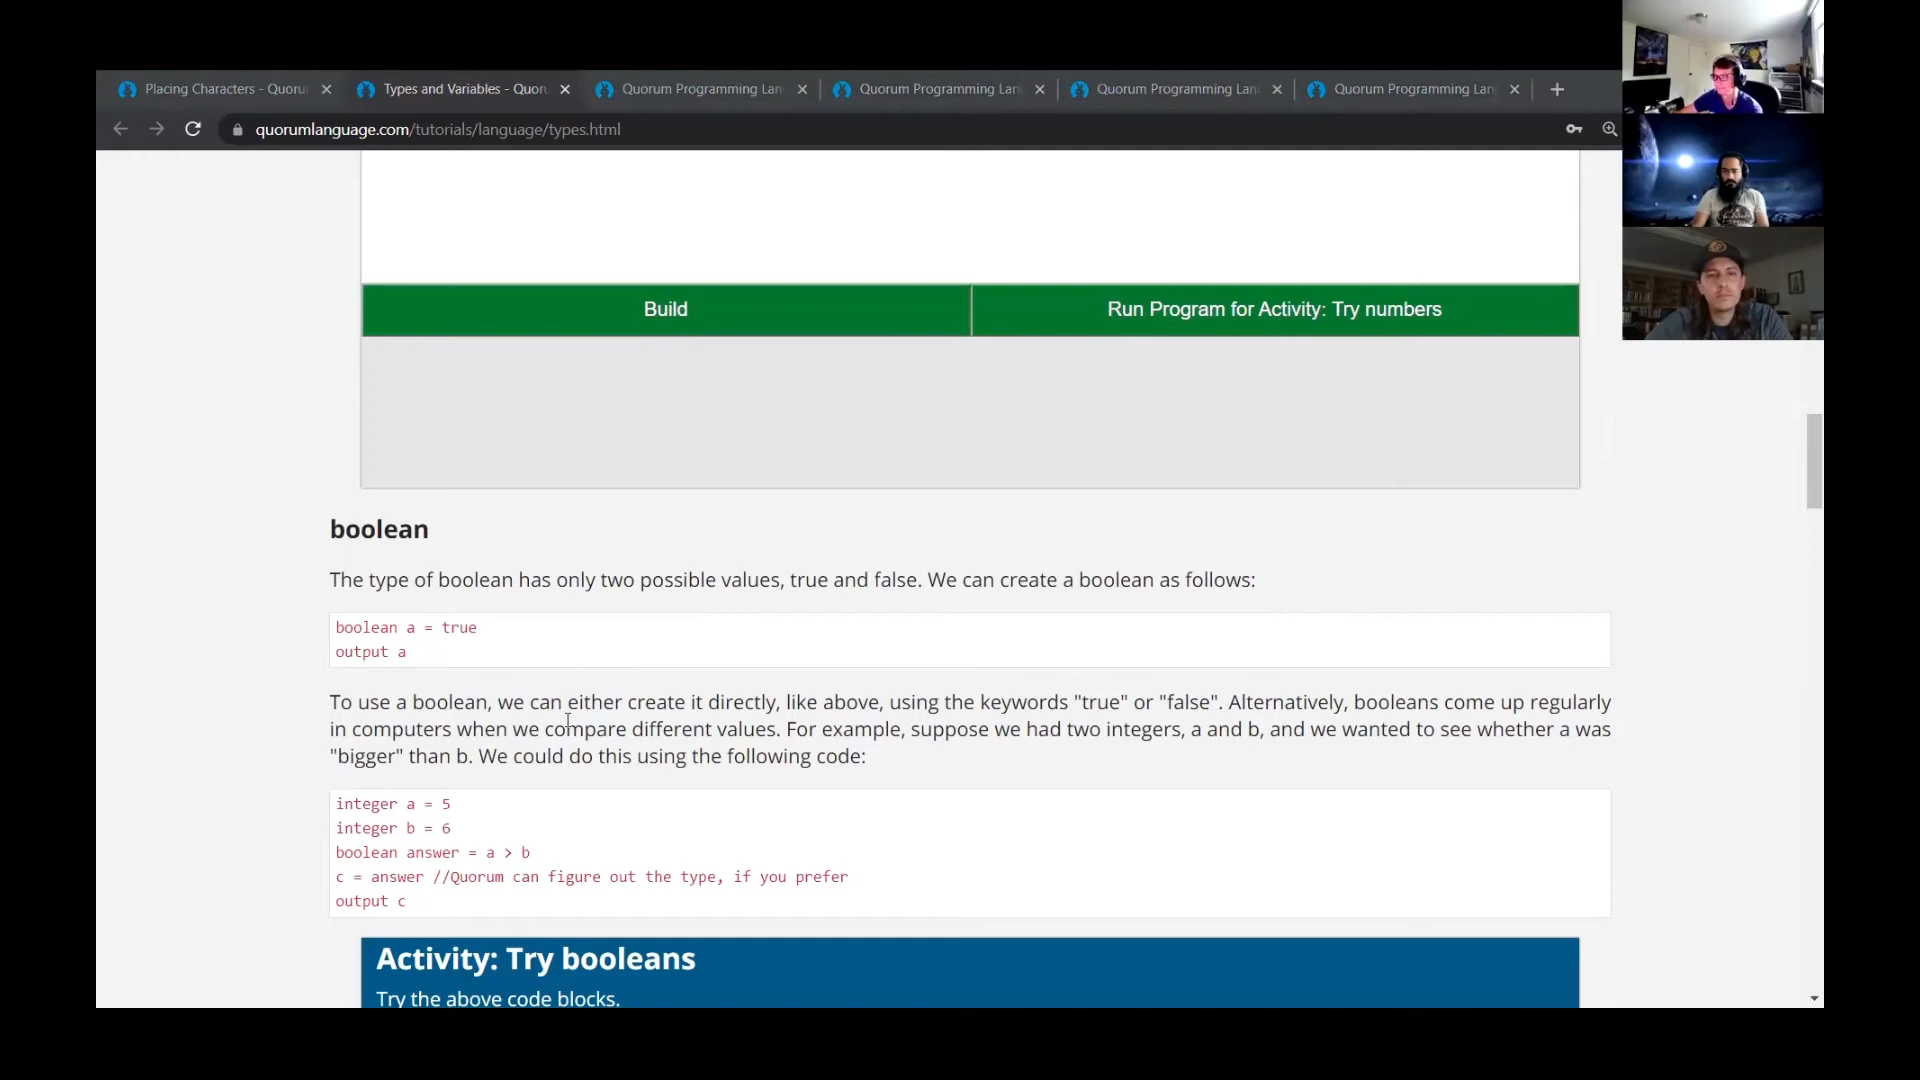 Placing Characters - Quoru
Types and Variables - Quoru
Quorum Programming Lan
Quorum Programming Lan
Quorum Programming Lan
Quorum Programming Lan
quorumlanguage.com/tutorials/language/types.html
Build
Run Program for Activity: Try numbers
boolean
The type of boolean has only two possible values, true and false. We can create a boolean as follows:
boolean a = true
output a
To use a boolean, we can either create it directly, like above, using the keywords "true" or "false". Alternatively, booleans come up regularly
in computers when we compare different values. For example, suppose we had two integers, a and b, and we wanted to see whether a was
"bigger" than b. We could do this using the following code:
integer a = 5
integer b = 6
boolean answer = a > b
c = answer //Quorum can figure out the type, if you prefer
output c
Activity: Try booleans
Try the above code blocks.